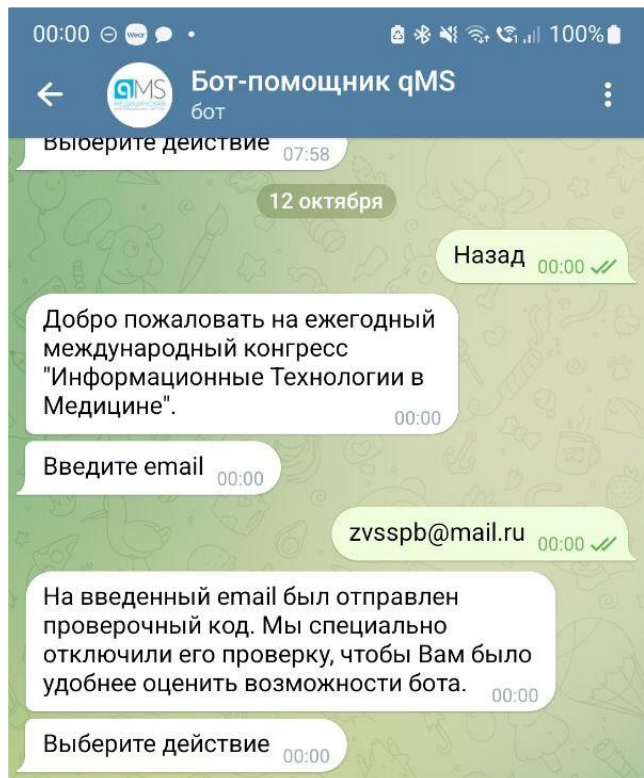 00:00 Wear 100%
qMS Бот-помощник qMS
МЕДИЦИНСКАЯ
бот
Выберите действие 07:58
12 октября
Назад 00:00
Добро пожаловать на ежегодный
международный конгресс
"Информационные Технологии в
Медицине". 00:00
Введите email 00:00
zvsspb@mail.ru 00:00
На введенный email был отправлен
проверочный код. Мы специально
отключили его проверку, чтобы Вам было
удобнее оценить возможности бота. 00:00
Выберите действие 00:00